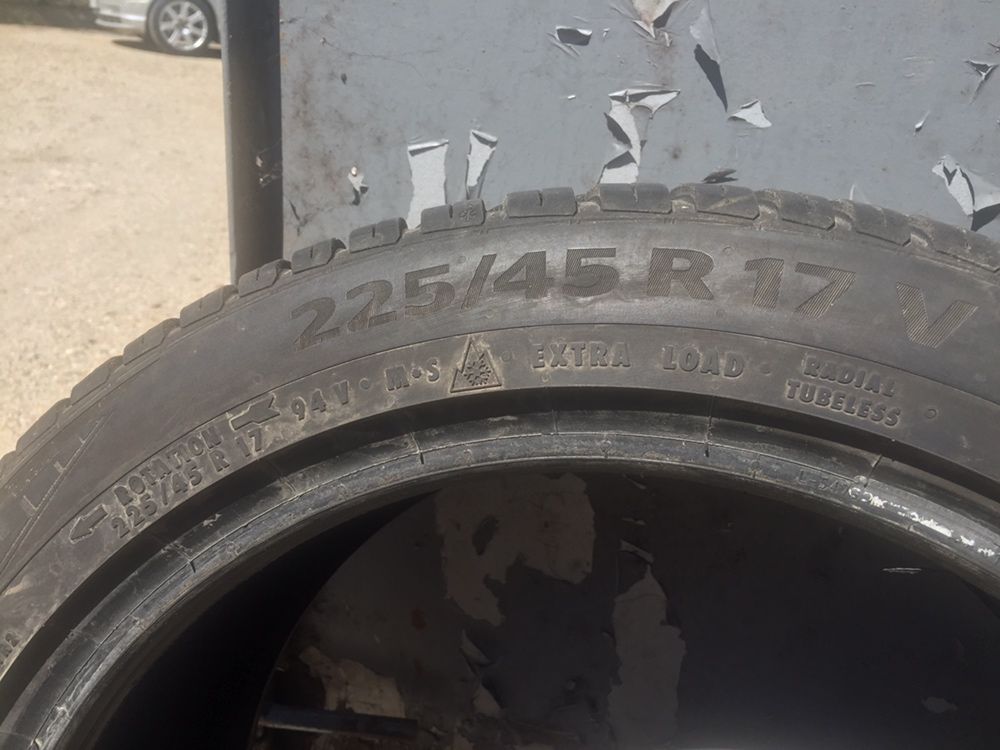 225/45 R 17 V
ROTATION
225/45 R 17 94 V • M+S EXTRA LOAD
RADIAL
TUBELESS